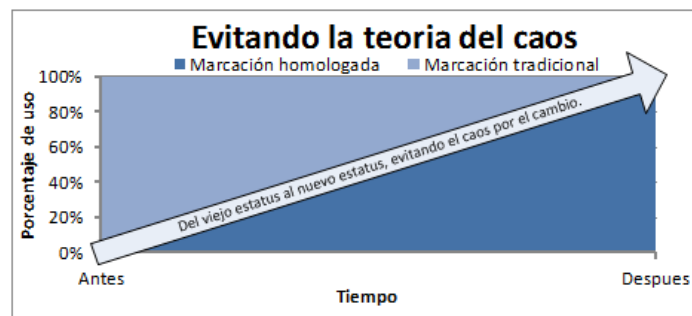 Evitando la teoria del caos
Marcación homologada Marcación tradicional
100%
80%
60%
40%
20%
0%
Porcentaje de uso
Del viejo estatus al nuevo estatus, evitando el caos por el cambio.
Antes Despues
Tiempo